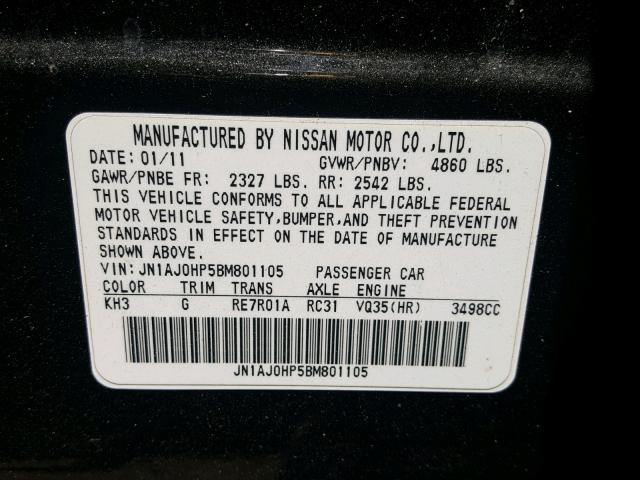 MANUFACTURED BY NISSAN MOTOR CO.,LTD.
DATE: 01/11 GVWR/PNBV: 4860 LBS.
GAWR/PNBE FR: 2327 LBS. RR: 2542 LBS.
THIS VEHICLE CONFORMS TO ALL APPLICABLE FEDERAL
MOTOR VEHICLE SAFETY,BUMPER,AND THEFT PREVENTION
STANDARDS IN EFFECT ON THE DATE OF MANUFACTURE
SHOWN ABOVE.
VIN: JN1AJ0HP5BM801105 PASSENGER CAR
COLOR TRIM TRANS AXLE ENGINE
KH3 G RE7R01A RC31 VQ35(HR) 3498CC
JN1AJ0HP5BM801105